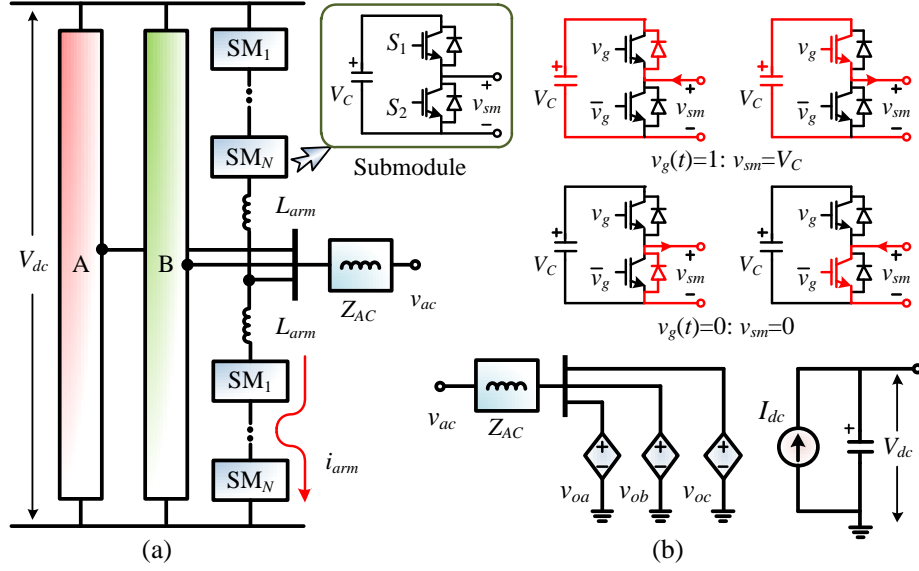 SM1
SMN
Larm
A
B
Vdc
ZAC
vac
Larm
SM1
SMN
iarm
(a)
S1
S2
+
VC
+
vsm
−
Submodule
vg
v̅g
+
VC
+
vsm
−
vg
v̅g
+
VC
+
vsm
−
vg(t)=1: vsm=VC
vg
v̅g
+
VC
+
vsm
−
vg
v̅g
+
VC
+
vsm
−
vg(t)=0: vsm=0
vac
ZAC
+
−
+
−
+
−
voa
vob
voc
Idc
+
Vdc
(b)